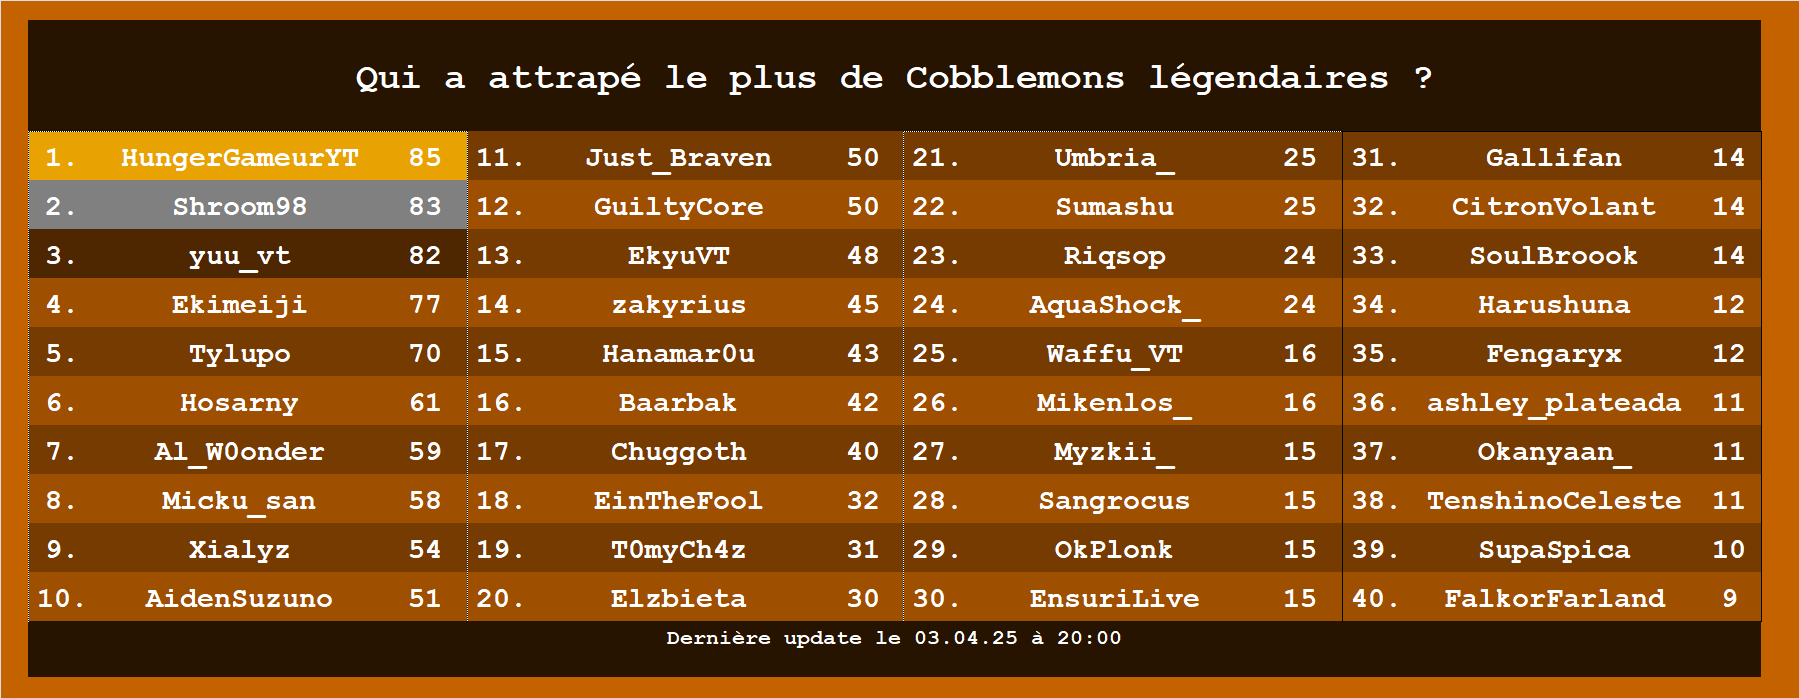 Qui a attrapé le plus de Cobblemons légendaires ?
1. HungerGameurYT 85
2. Shroom98 83
3. yuu_vt 82
4. Ekimeiji 77
5. Tylupo 70
6. Hosarny 61
7. Al_W0onder 59
8. Micku_san 58
9. Xialyz 54
10. AidenSuzuno 51
11. Just_Braven 50
12. GuiltyCore 50
13. EkyuVT 48
14. zakyrius 45
15. Hanamar0u 43
16. Baarbak 42
17. Chuggoth 40
18. EinTheFool 32
19. T0myCh4z 31
20. Elzbieta 30
21. Umbria_ 25
22. Sumashu 25
23. Riqsop 24
24. AquaShock_ 24
25. Waffu_VT 16
26. Mikenlos_ 16
27. Myzkii_ 15
28. Sangrocus 15
29. OkPlonk 15
30. EnsuriLive 15
31. Gallifan 14
32. CitronVolant 14
33. SoulBroook 14
34. Harushuna 12
35. Fengaryx 12
36. ashley_plateada 11
37. Okanyaan_ 11
38. TenshinoCeleste 11
39. SupaSpica 10
40. FalkorFarland 9
Dernière update le 03.04.25 à 20:00